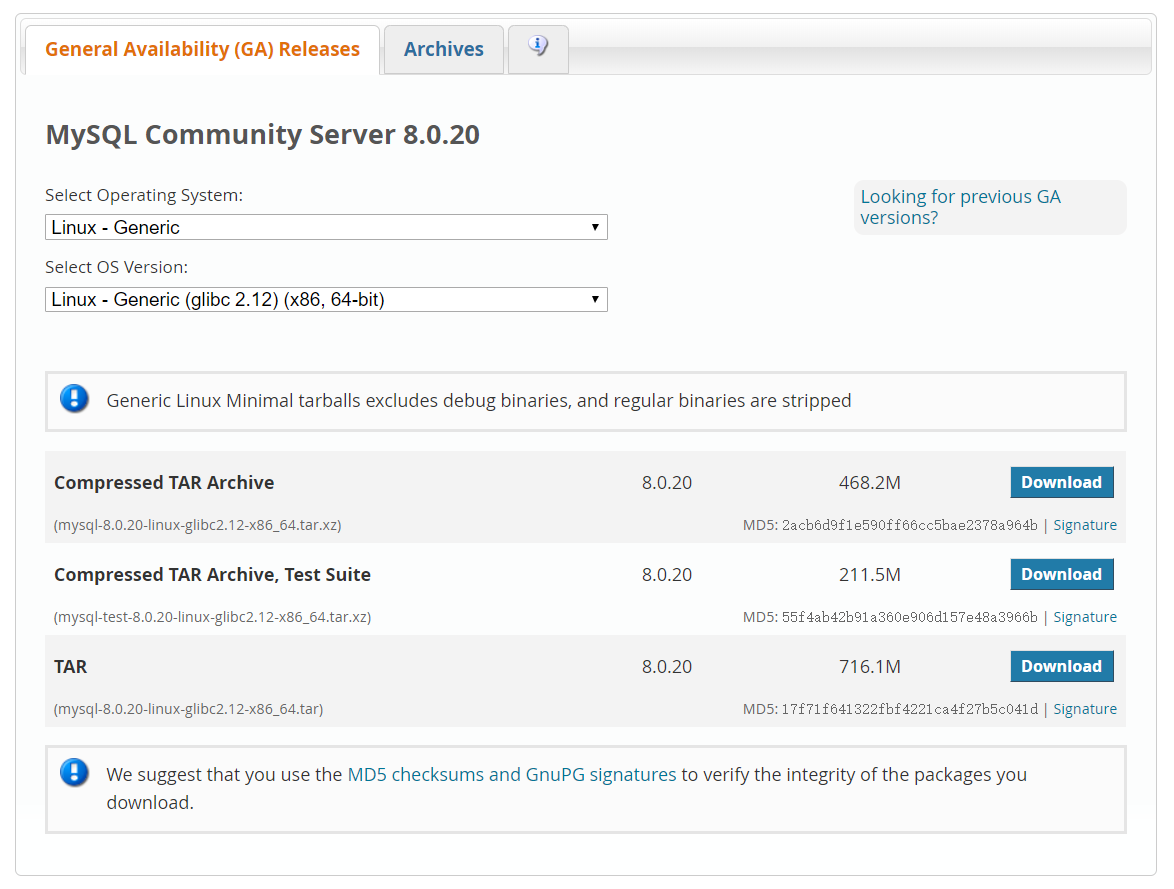 General Availability (GA) Releases
Archives
MySQL Community Server 8.0.20
Select Operating System:
Looking for previous GA
versions?
Linux - Generic
Select OS Version:
Linux - Generic (glibc 2.12) (x86, 64-bit)
Generic Linux Minimal tarballs excludes debug binaries, and regular binaries are stripped
Compressed TAR Archive 8.0.20 468.2M Download
(mysql-8.0.20-linux-glibc2.12-x86_64.tar.xz) MD5: 2acb6d9f1e590ff66cc5bae2378a964b | Signature
Compressed TAR Archive, Test Suite 8.0.20 211.5M Download
(mysql-test-8.0.20-linux-glibc2.12-x86_64.tar.xz) MD5: 55f4ab42b91a360e906d157e48a3966b | Signature
TAR 8.0.20 716.1M Download
(mysql-8.0.20-linux-glibc2.12-x86_64.tar) MD5: 17f71f641322fbf4221ca4f27b5c041d | Signature
We suggest that you use the MD5 checksums and GnuPG signatures to verify the integrity of the packages you
download.